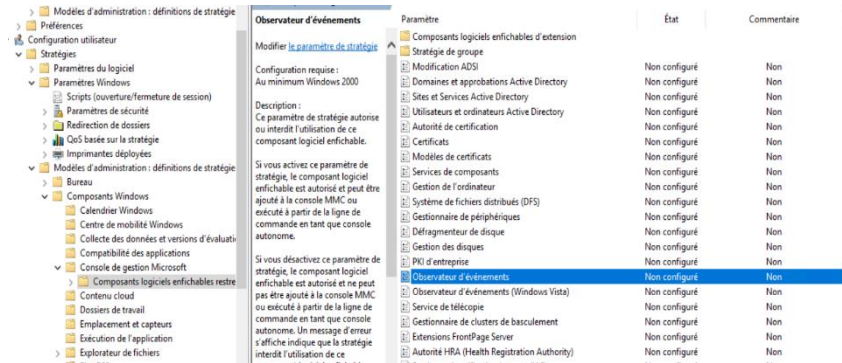 Modèles d'administration : définitions de stratégie
Préférences
Configuration utilisateur
Stratégies
Paramètres du logiciel
Paramètres Windows
Scripts (ouverture/fermeture de session)
Paramètres de sécurité
Redirection de dossiers
QoS basée sur la stratégie
Imprimantes déployées
Modèles d'administration : définitions de stratégie
Bureau
Composants Windows
Calendrier Windows
Centre de mobilité Windows
Collecte des données et versions d'évaluati
Compatibilité des applications
Console de gestion Microsoft
Composants logiciels enfichables restre
Contenu cloud
Dossiers de travail
Emplacement et capteurs
Exécution de l'application
Explorateur de fichiers
Observateur d'événements
Modifier le paramètre de stratégie
Configuration requise :
Au minimum Windows 2000
Description :
Ce paramètre de stratégie autorise
ou interdit l'utilisation de ce
composant logiciel enfichable.
Si vous activez ce paramètre de
stratégie, le composant logiciel
enfichable est autorisé et peut être
ajouté à la console MMC ou
exécuté à partir de la ligne de
commande en tant que console
autonome.
Si vous désactivez ce paramètre de
stratégie, le composant logiciel
enfichable est autorisé et ne peut
pas être ajouté à la console MMC
ou exécuté à partir de la ligne de
commande en tant que console
autonome. Un message d'erreur
s'affiche indique que la stratégie
interdit l'utilisation de ce
Paramètre État Commentaire
Composants logiciels enfichables d'extension
Stratégie de groupe
Modification ADSI Non configuré Non
Domaines et approbations Active Directory Non configuré Non
Sites et Services Active Directory Non configuré Non
Utilisateurs et ordinateurs Active Directory Non configuré Non
Autorité de certification Non configuré Non
Certificats Non configuré Non
Modèles de certificats Non configuré Non
Services de composants Non configuré Non
Gestion de l'ordinateur Non configuré Non
Système de fichiers distribués (DFS) Non configuré Non
Gestionnaire de périphériques Non configuré Non
Défragmenteur de disque Non configuré Non
Gestion des disques Non configuré Non
PKI d'entreprise Non configuré Non
Observateur d'événements Non configuré Non
Observateur d'événements (Windows Vista) Non configuré Non
Service de télécopie Non configuré Non
Gestionnaire de clusters de basculement Non configuré Non
Extensions FrontPage Server Non configuré Non
Autorité HRA (Health Registration Authority) Non configuré Non